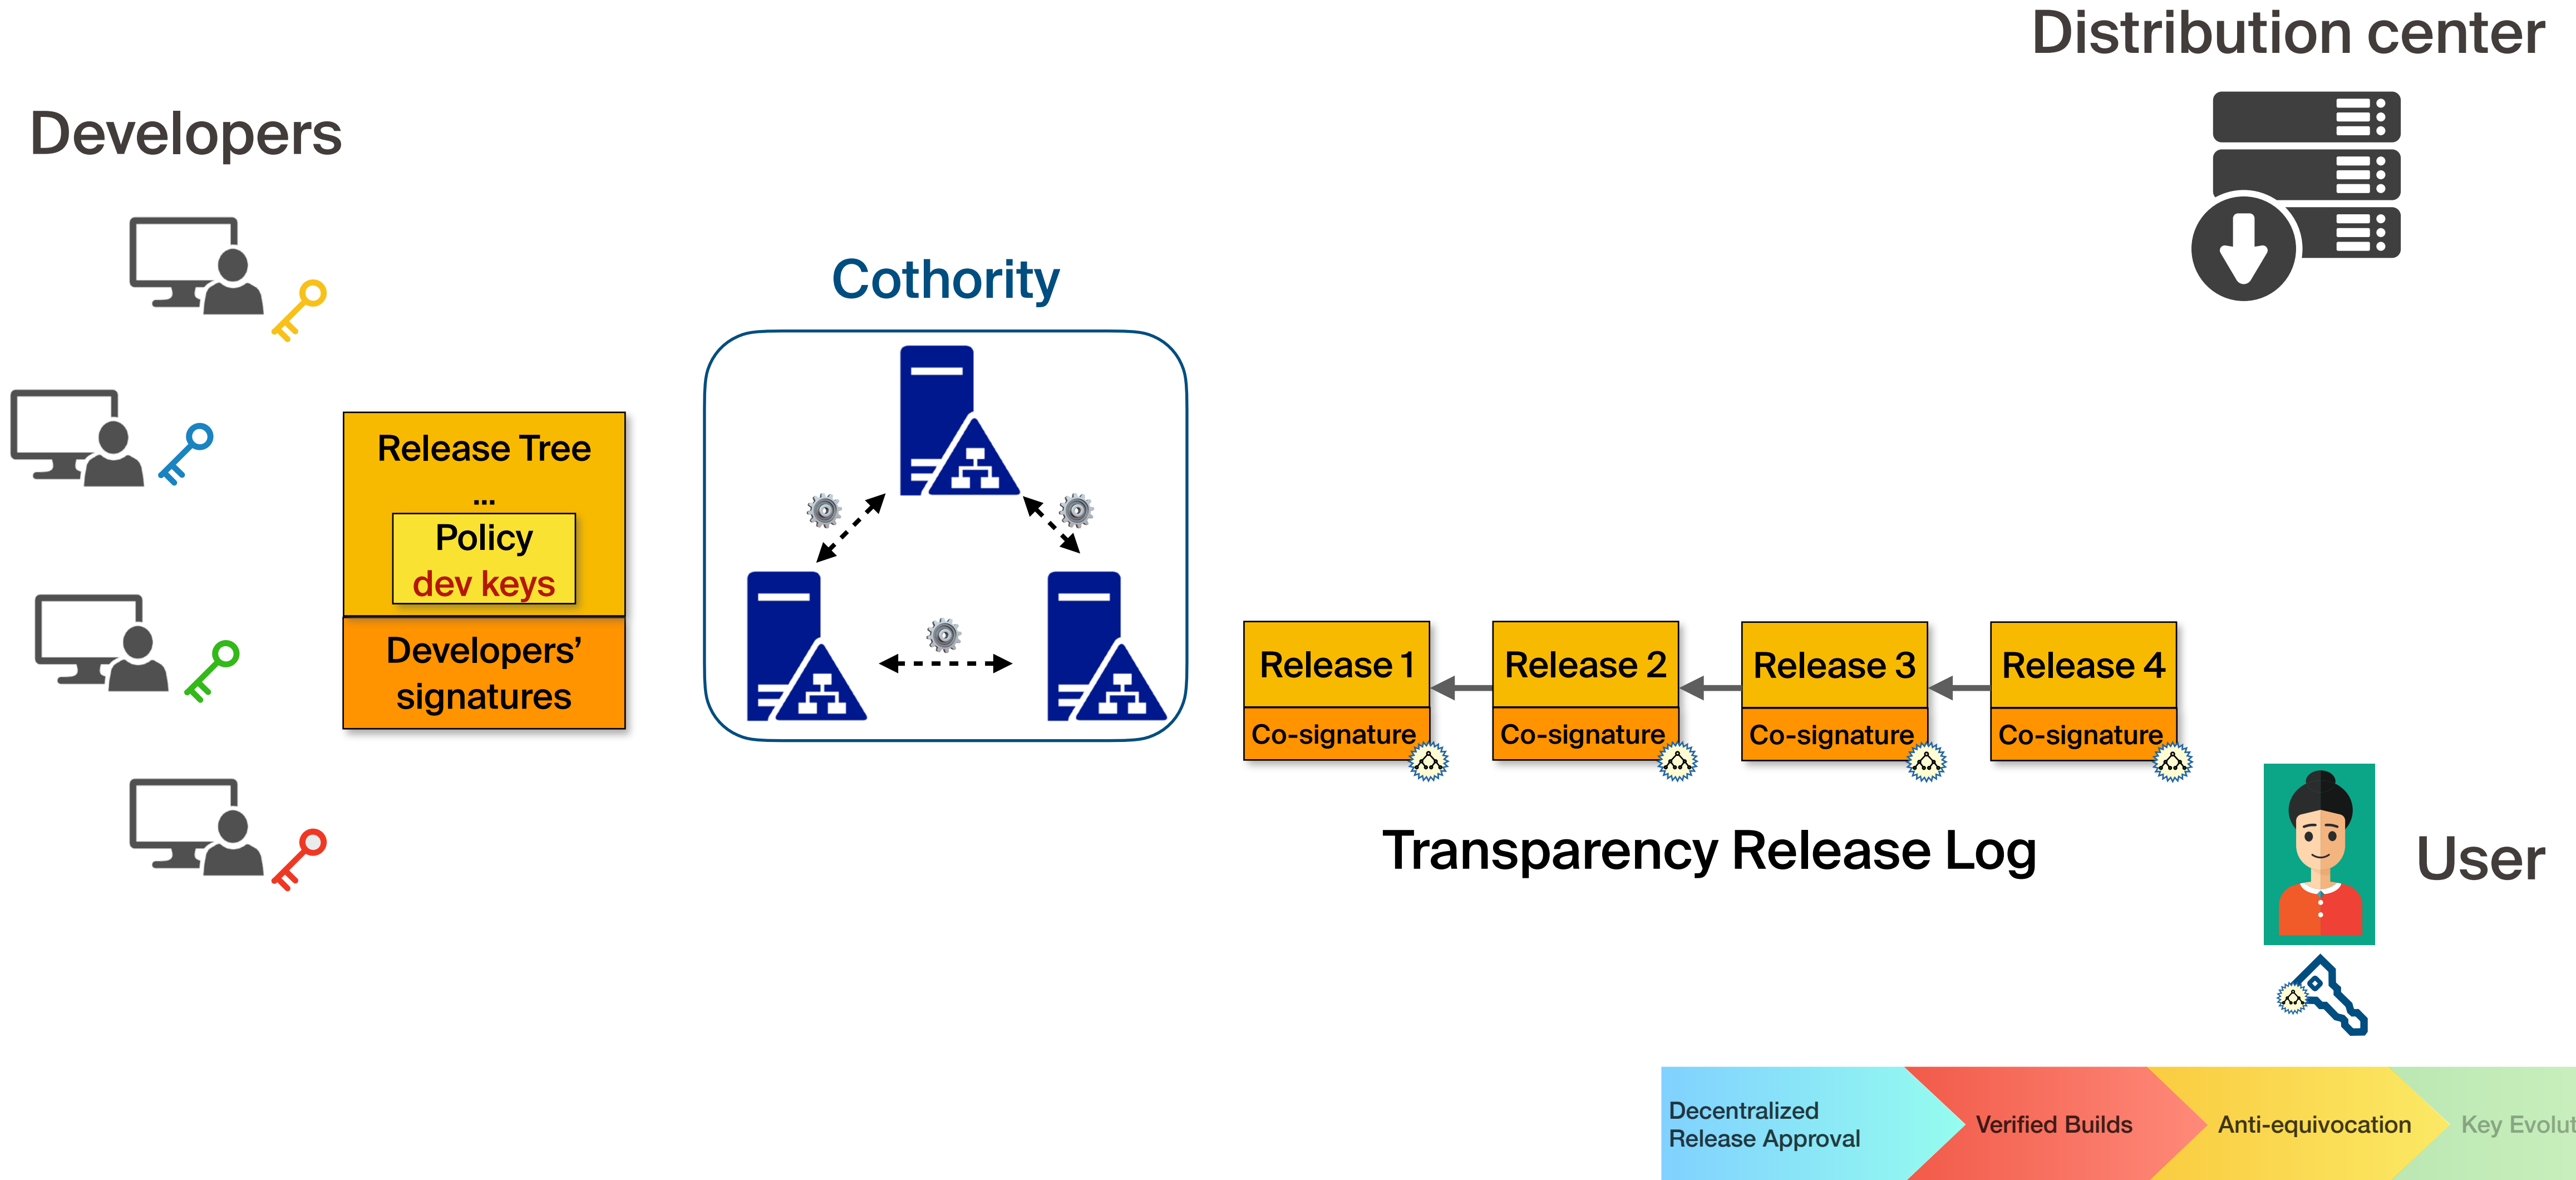 Distribution center
Developers
Cothority
Release Tree
...
Policy
dev keys
Developers’
signatures
Release 1
Co-signature
Release 2
Co-signature
Release 3
Co-signature
Release 4
Co-signature
Transparency Release Log
User
Decentralized
Release Approval
Verified Builds
Anti-equivocation
Key Evolut